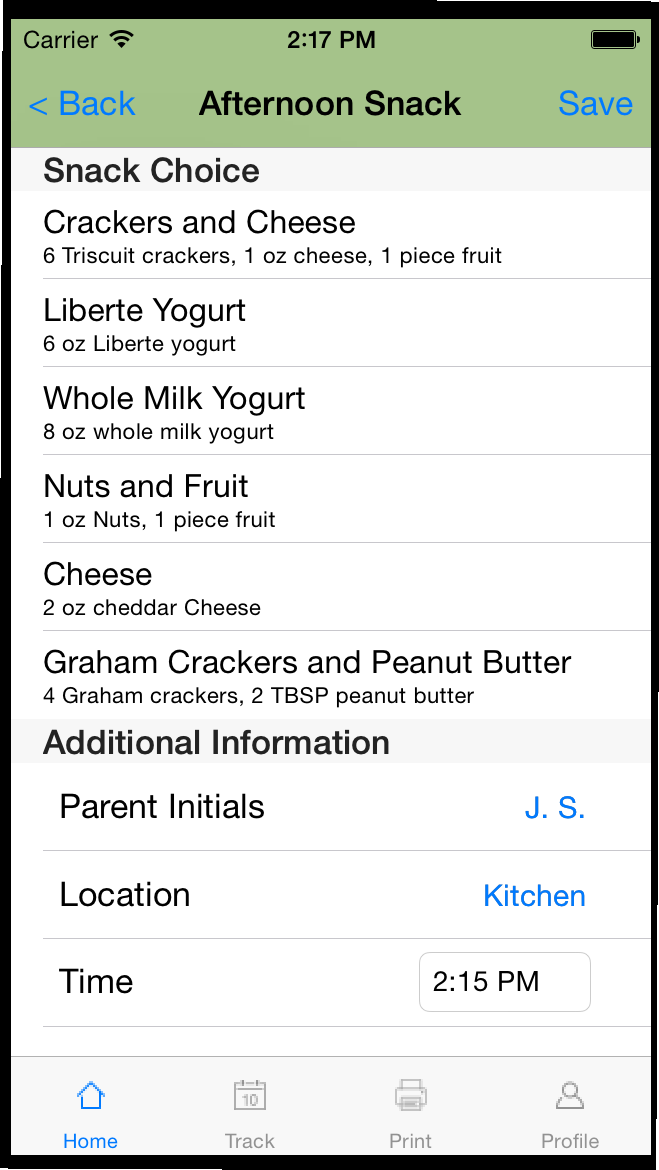 Carrier 2:17 PM
< Back Afternoon Snack Save
Snack Choice
Crackers and Cheese
6 Triscuit crackers, 1 oz cheese, 1 piece fruit
Liberte Yogurt
6 oz Liberte yogurt
Whole Milk Yogurt
8 oz whole milk yogurt
Nuts and Fruit
1 oz Nuts, 1 piece fruit
Cheese
2 oz cheddar Cheese
Graham Crackers and Peanut Butter
4 Graham crackers, 2 TBSP peanut butter
Additional Information
Parent Initials J. S.
Location Kitchen
Time 2:15 PM
10
Home Track Print Profile